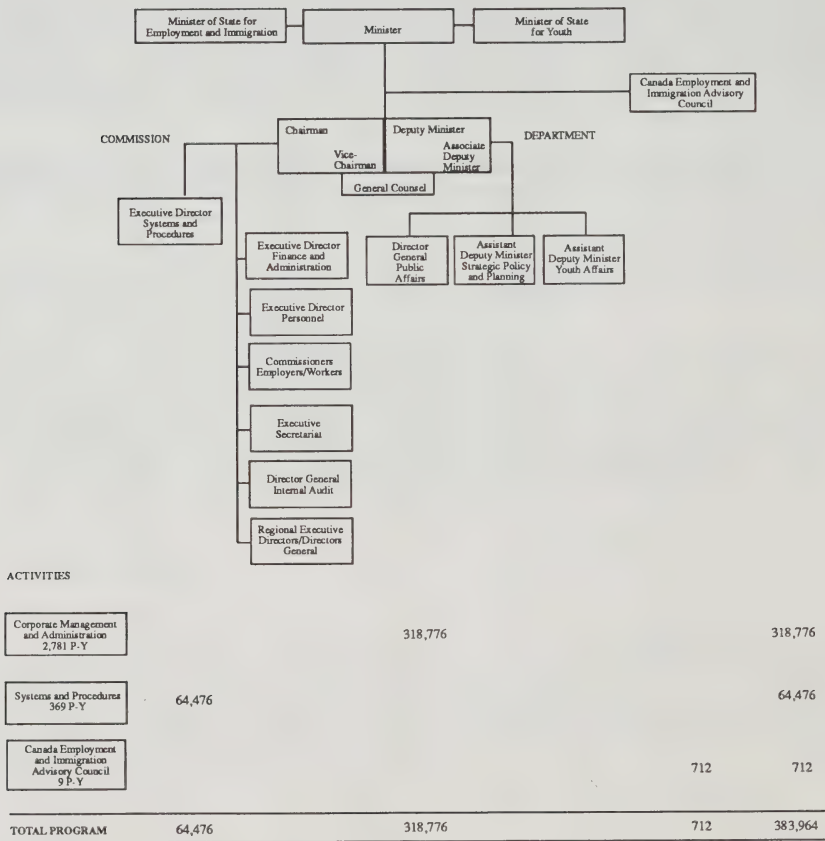 Minister of State for
Employment and Immigration
Minister
Minister of State
for Youth
Canada Employment and
Immigration Advisory
Council
COMMISSION
Chairman
Vice-
Chairman
Deputy Minister
Associate
Deputy
Minister
DEPARTMENT
General Counsel
Executive Director
Systems and
Procedures
Executive Director
Finance and
Administration
Director
General
Public
Affairs
Assistant
Deputy Minister
Strategic Policy
and Planning
Assistant
Deputy Minister
Youth Affairs
Executive Director
Personnel
Commissioners
Employers/Workers
Executive
Secretariat
Director General
Internal Audit
Regional Executive
Directors/Directors
General
ACTIVITIES
Corporate Management
and Administration
2,781 P-Y
318,776 318,776
Systems and Procedures
369 P-Y
64,476 64,476
Canada Employment
and Immigration
Advisory Council
9 P-Y
712 712
TOTAL PROGRAM 64,476 318,776 712 383,964